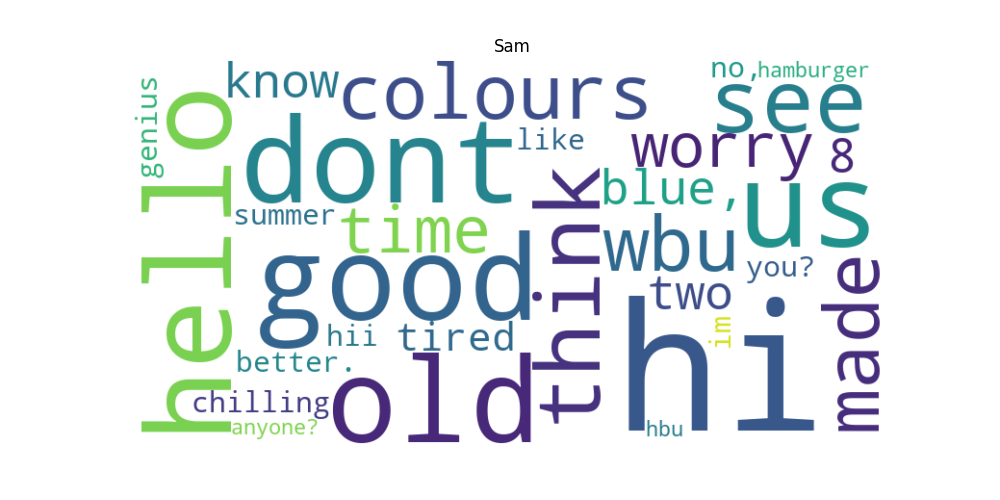 Sam
genius
hello
know
colours
no,
hamburger
see
dont
like
worry
8
blue,
us
summer
time
think
wbu
you?
good
two
made
hii
tired
im
hi
better.
chilling
old
anyone?
hbu